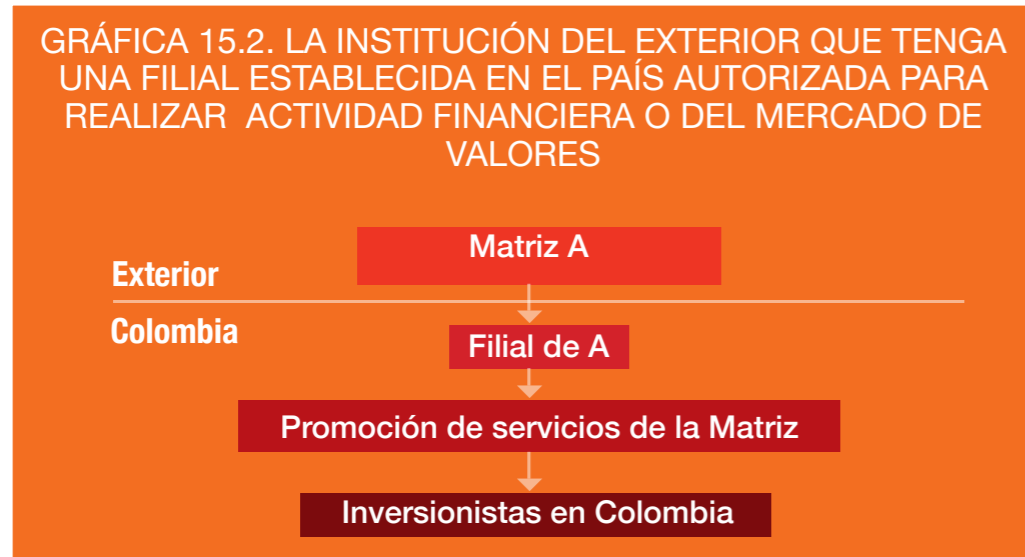 GRÁFICA 15.2. LA INSTITUCIÓN DEL EXTERIOR QUE TENGA
UNA FILIAL ESTABLECIDA EN EL PAÍS AUTORIZADA PARA
REALIZAR ACTIVIDAD FINANCIERA O DEL MERCADO DE
VALORES
Matriz A
Exterior
Colombia
Filial de A
Promoción de servicios de la Matriz
Inversionistas en Colombia